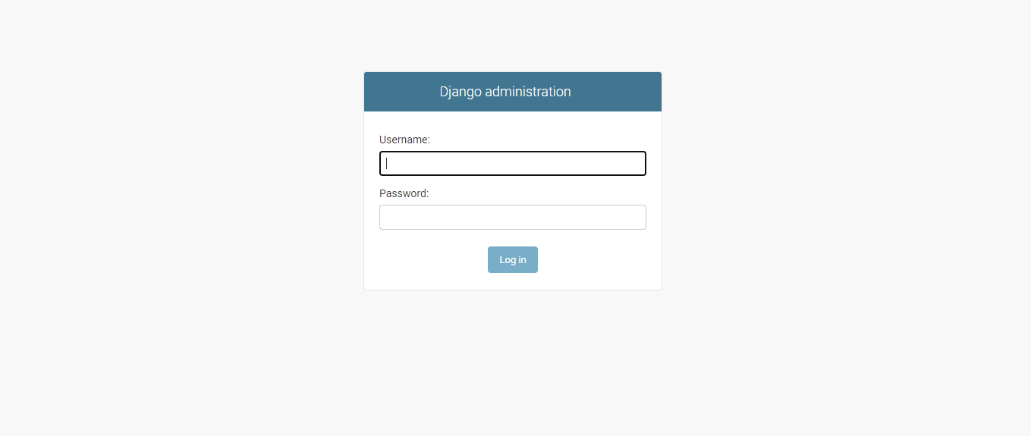 Django administration
Username:
Password:
Log in